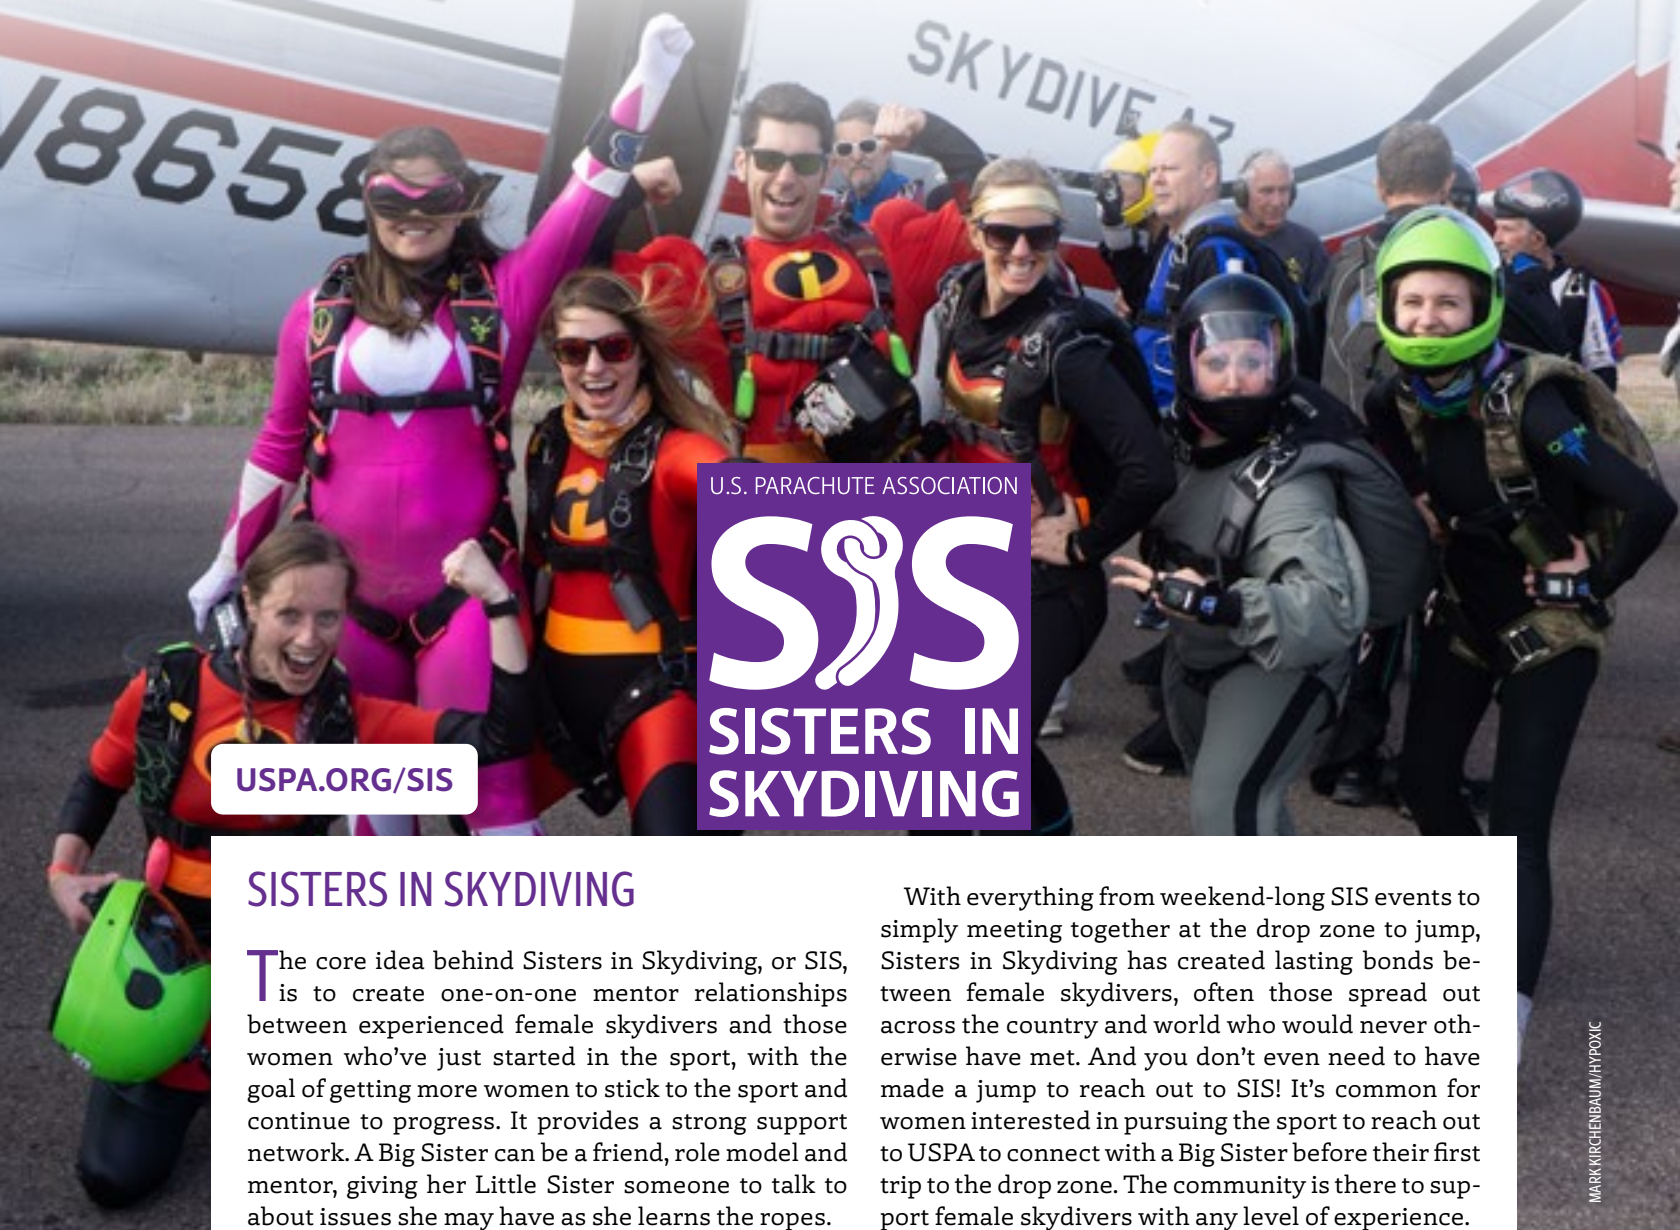 SKYDIVE AZ
N865
U.S. PARACHUTE ASSOCIATION
SIS
SISTERS IN
SKYDIVING
USPA.ORG/SIS
SISTERS IN SKYDIVING
The core idea behind Sisters in Skydiving, or SIS,
is to create one-on-one mentor relationships
between experienced female skydivers and those
women who've just started in the sport, with the
goal of getting more women to stick to the sport and
continue to progress. It provides a strong support
network. A Big Sister can be a friend, role model and
mentor, giving her Little Sister someone to talk to
about issues she may have as she learns the ropes.
With everything from weekend-long SIS events to
simply meeting together at the drop zone to jump,
Sisters in Skydiving has created lasting bonds be-
tween female skydivers, often those spread out
across the country and world who would never oth-
erwise have met. And you don't even need to have
made a jump to reach out to SIS! It's common for
women interested in pursuing the sport to reach out
to USPA to connect with a Big Sister before their first
trip to the drop zone. The community is there to sup-
port female skydivers with any level of experience.
MARK KIRCHENBAUM/HYPOXIC